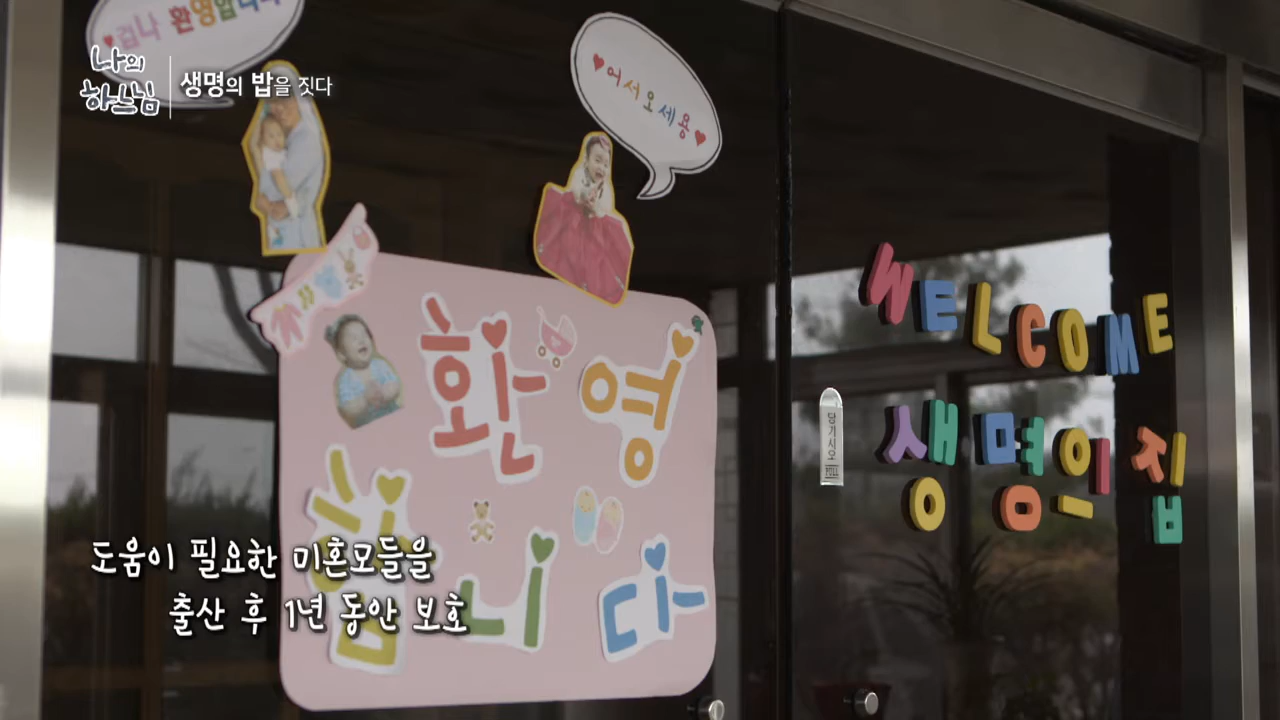 ♥겁나 환영합니다
나의
하느님
생명의 밥을 짓다
♥어서오세용♥
환영
합니다
WELCOME
생명의집
당기시오
도움이 필요한 미혼모들을
출산 후 1년 동안 보호